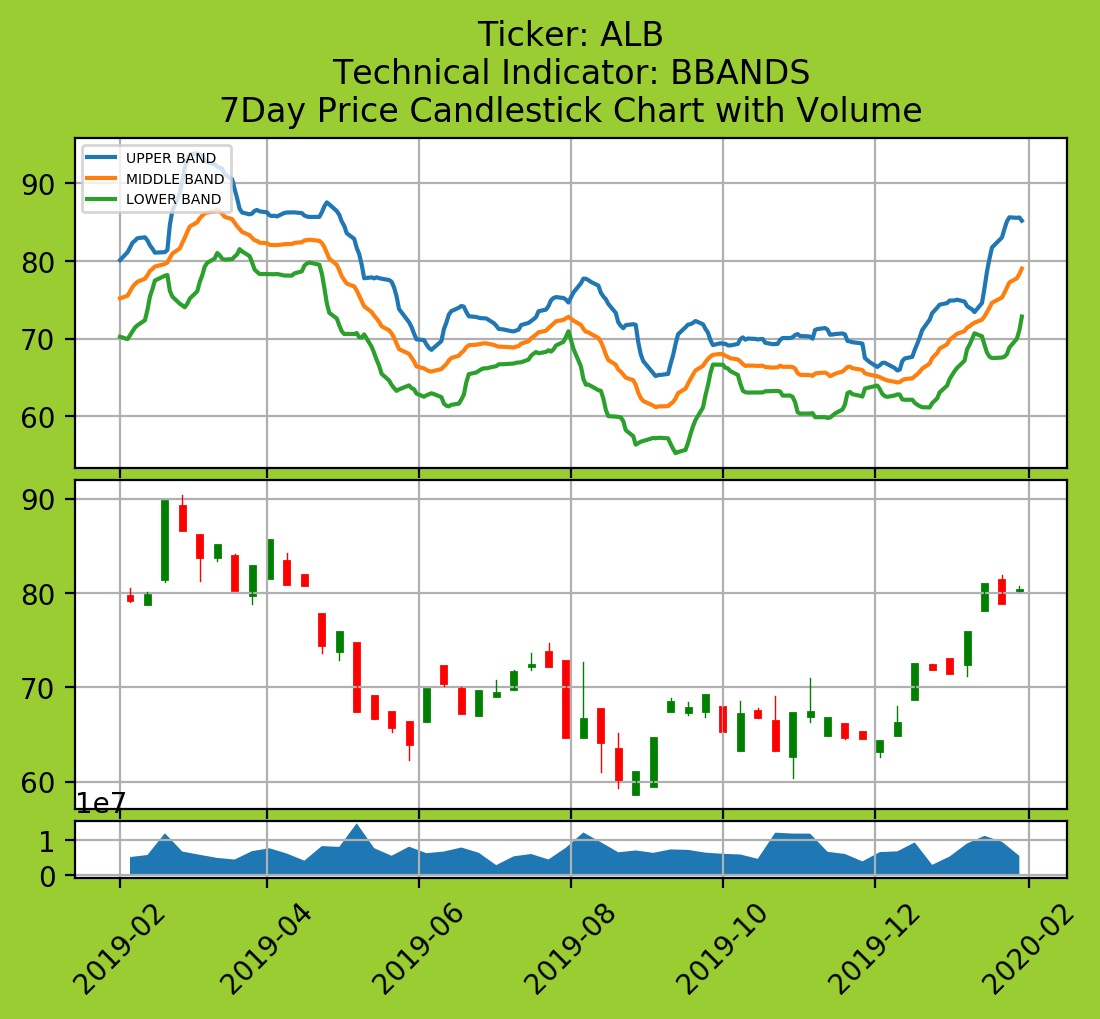 Ticker: ALB
Technical Indicator: BBANDS
7Day Price Candlestick Chart with Volume
UPPER BAND
MIDDLE BAND
LOWER BAND
90
80
70
60
90
80
70
60
1e7
1
0
2019-02
2019-04
2019-06
2019-08
2019-10
2019-12
2020-02